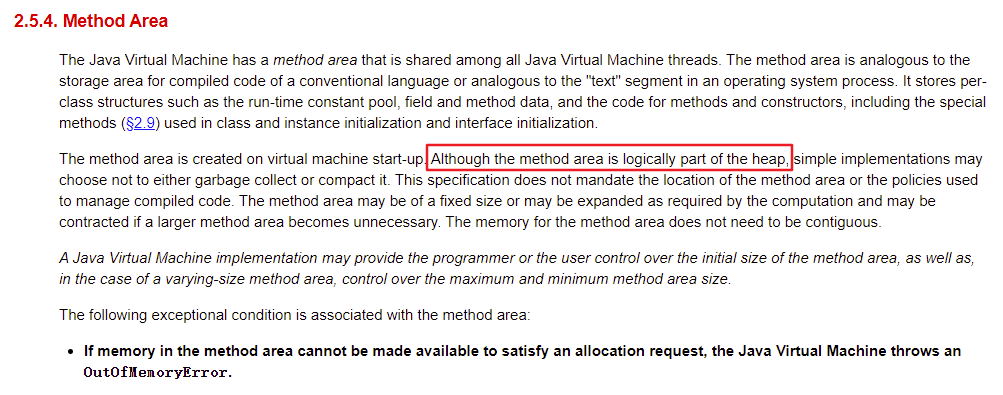 2.5.4. Method Area
The Java Virtual Machine has a method area that is shared among all Java Virtual Machine threads. The method area is analogous to the
storage area for compiled code of a conventional language or analogous to the "text" segment in an operating system process. It stores per-
class structures such as the run-time constant pool, field and method data, and the code for methods and constructors, including the special
methods (§2.9) used in class and instance initialization and interface initialization.
The method area is created on virtual machine start-up. Although the method area is logically part of the heap, simple implementations may
choose not to either garbage collect or compact it. This specification does not mandate the location of the method area or the policies used
to manage compiled code. The method area may be of a fixed size or may be expanded as required by the computation and may be
contracted if a larger method area becomes unnecessary. The memory for the method area does not need to be contiguous.
A Java Virtual Machine implementation may provide the programmer or the user control over the initial size of the method area, as well as,
in the case of a varying-size method area, control over the maximum and minimum method area size.
The following exceptional condition is associated with the method area:
• If memory in the method area cannot be made available to satisfy an allocation request, the Java Virtual Machine throws an
OutOfMemoryError.